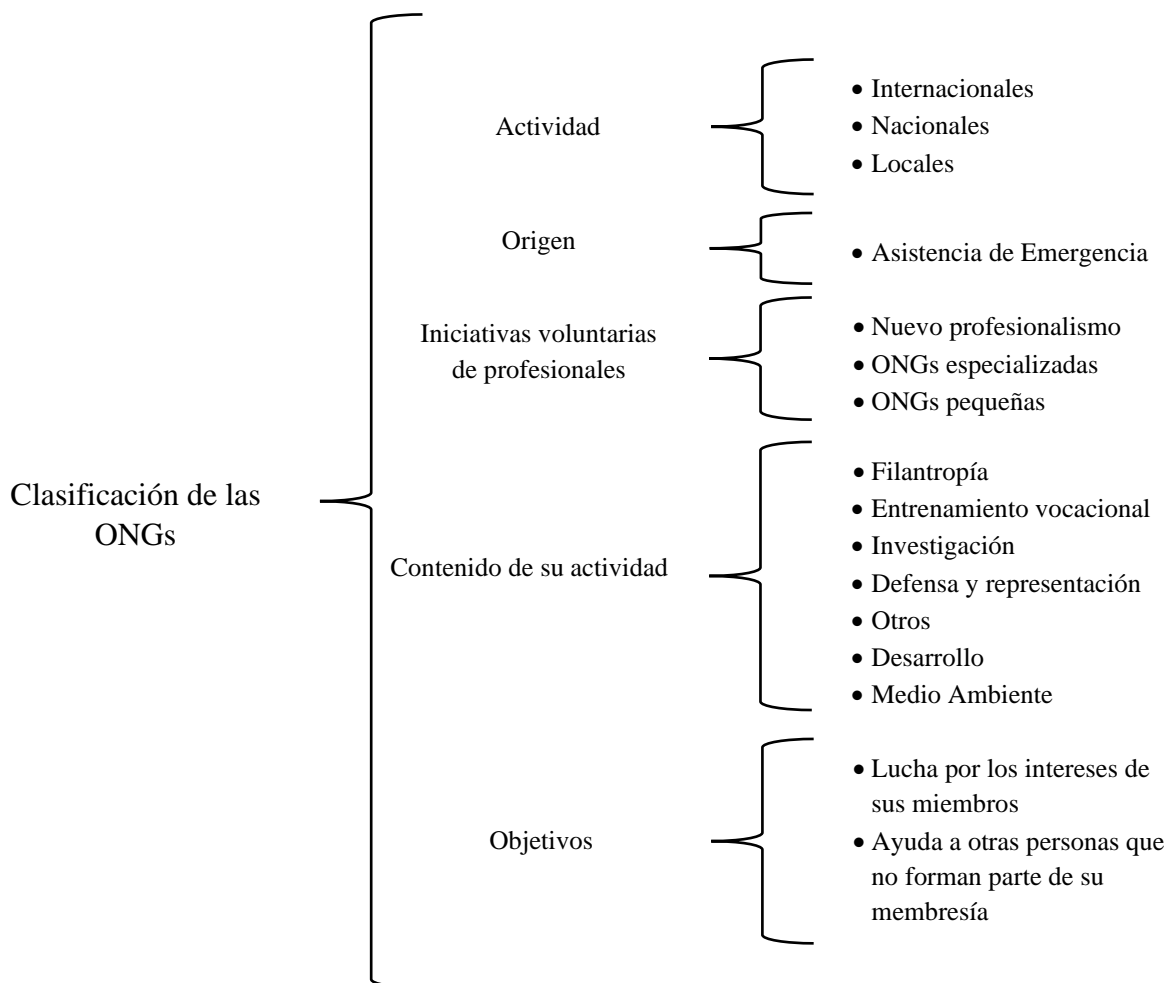 Clasificación de las
ONGs
Actividad
• Internacionales
• Nacionales
• Locales
Origen
• Asistencia de Emergencia
Iniciativas voluntarias
de profesionales
• Nuevo profesionalismo
• ONGs especializadas
• ONGs pequeñas
Contenido de su actividad
• Filantropía
• Entrenamiento vocacional
• Investigación
• Defensa y representación
• Otros
• Desarrollo
• Medio Ambiente
Objetivos
• Lucha por los intereses de
sus miembros
• Ayuda a otras personas que
no forman parte de su
membresía